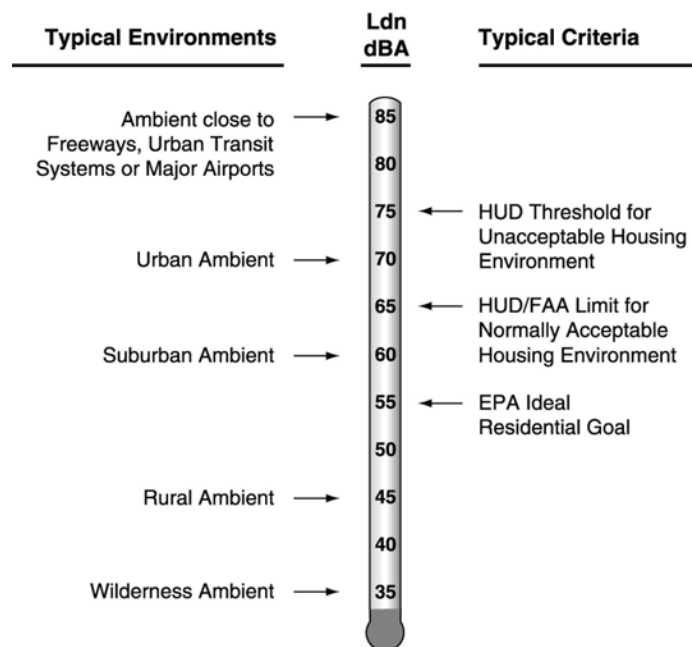 Typical Environments
Ldn
dBA
Typical Criteria
Ambient close to
Freeways, Urban Transit
Systems or Major Airports
85
80
75
HUD Threshold for
Unacceptable Housing
Environment
Urban Ambient
70
65
HUD/FAA Limit for
Normally Acceptable
Housing Environment
Suburban Ambient
60
55
EPA Ideal
Residential Goal
50
Rural Ambient
45
40
Wilderness Ambient
35